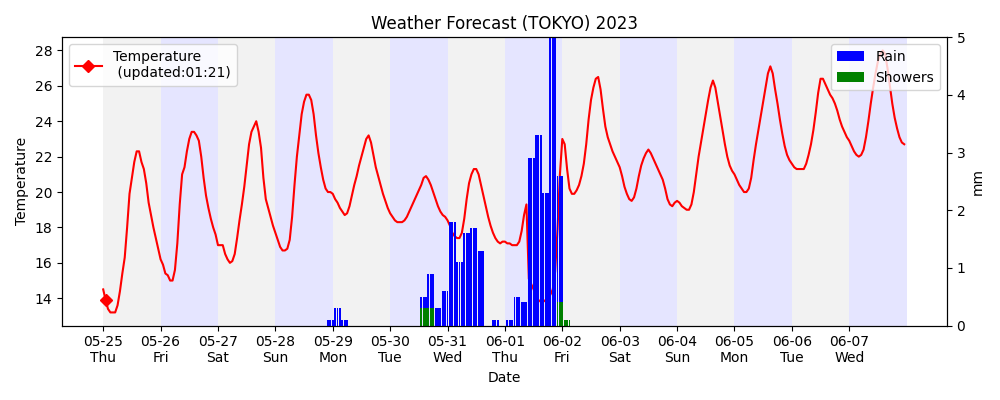 Weather Forecast (TOKYO) 2023
Temperature
(updated:01:21)
Rain
Showers
Temperature
28
26
24
22
20
18
16
14
5
4
3
2
1
0
mm
05-25 05-26 05-27 05-28 05-29 05-30 05-31 06-01 06-02 06-03 06-04 06-05 06-06 06-07
Thu Fri Sat Sun Mon Tue Wed Thu Fri Sat Sun Mon Tue Wed
Date